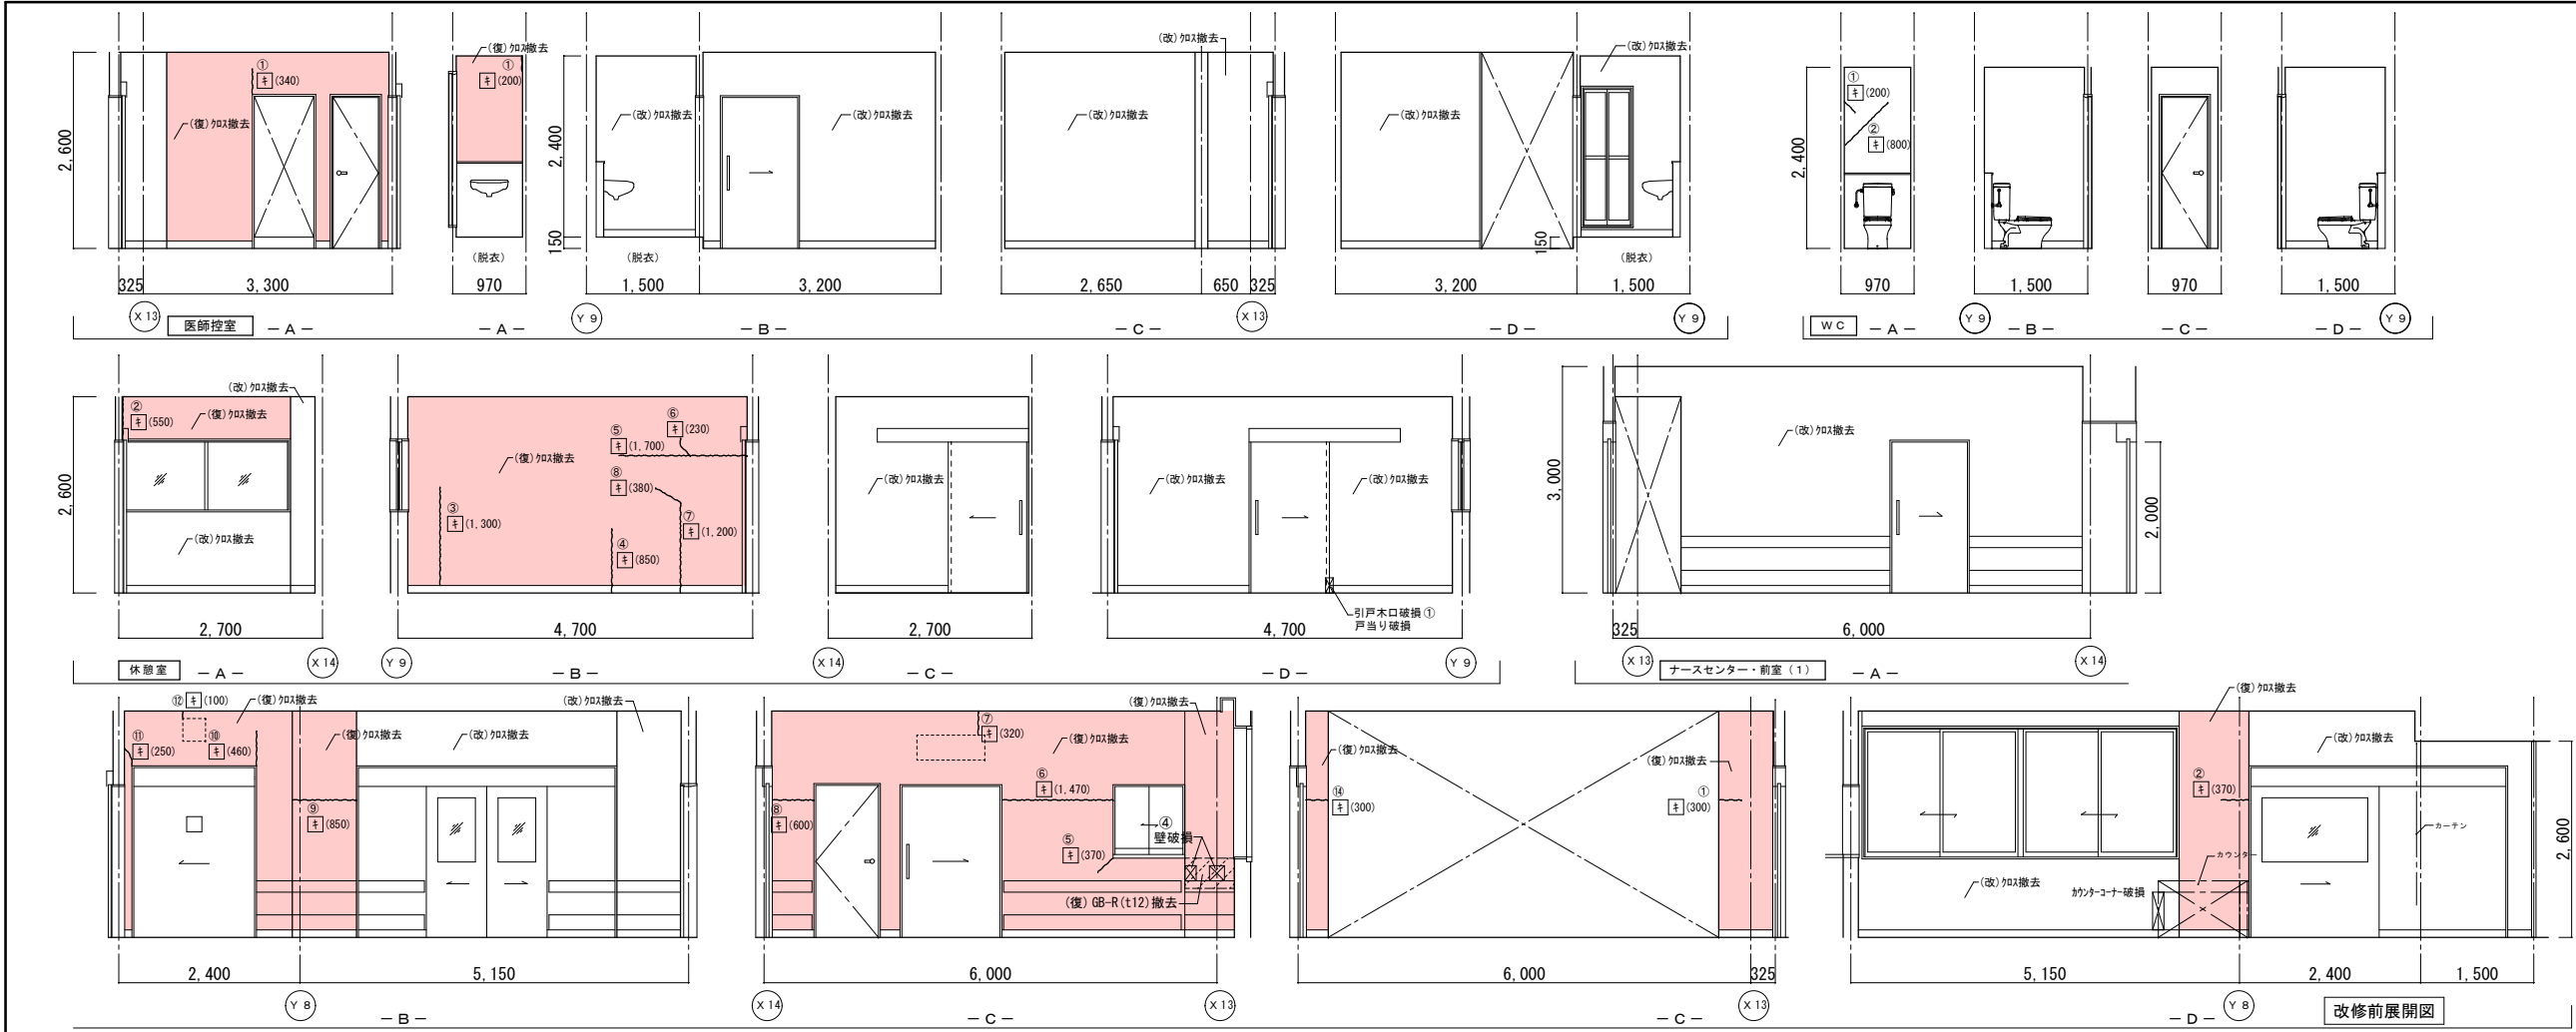 2,600
①
キ (340)
(復)クロス撤去
325
3,300
X13
医師控室
－A－
(復)クロス撤去
①
キ (200)
(脱衣)
970
－A－
2,400
150
(改)クロス撤去
(改)クロス撤去
(脱衣)
1,500
3,200
Y9
－B－
(改)クロス撤去
(改)クロス撤去
2,650
650
325
－C－
X13
(改)クロス撤去
(改)クロス撤去
150
(脱衣)
3,200
1,500
－D－
Y9
2,400
①
キ (200)
②
キ (800)
970
1,500
970
1,500
WC
－A－
Y9
－B－
－C－
－D－
Y9
2,600
(改)クロス撤去
②
キ (550)
(復)クロス撤去
(改)クロス撤去
2,700
休憩室
－A－
X14
⑥
キ (230)
⑤
キ (1,700)
(復)クロス撤去
⑧
キ (380)
③
キ (1,300)
⑦
キ (1,200)
④
キ (850)
4,700
Y9
－B－
(改)クロス撤去
2,700
X14
－C－
(改)クロス撤去
(改)クロス撤去
引戸木口破損①
戸当り破損
4,700
－D－
Y9
3,000
(改)クロス撤去
2,000
325
6,000
X13
ナースセンター・前室（1）
－A－
X14
⑫ キ (100)
(復)クロス撤去
(改)クロス撤去
⑪
キ (250)
⑩
キ (460)
(復)クロス撤去
(改)クロス撤去
⑨
キ (850)
2,400
5,150
Y8
－B－
(復)クロス撤去
⑦
キ (320)
(復)クロス撤去
⑥
キ (1,470)
⑧
キ (600)
④
壁破損
⑤
キ (370)
(復)GB-R(t12)撤去
6,000
X14
－C－
X13
(復)クロス撤去
(復)クロス撤去
⑭
キ (300)
①
キ (300)
6,000
325
－C－
X13
(復)クロス撤去
(改)クロス撤去
②
キ (370)
カーテン
カウンター
(改)クロス撤去
カウンターコーナー破損
2,600
5,150
2,400
1,500
－D－
Y8
改修前展開図